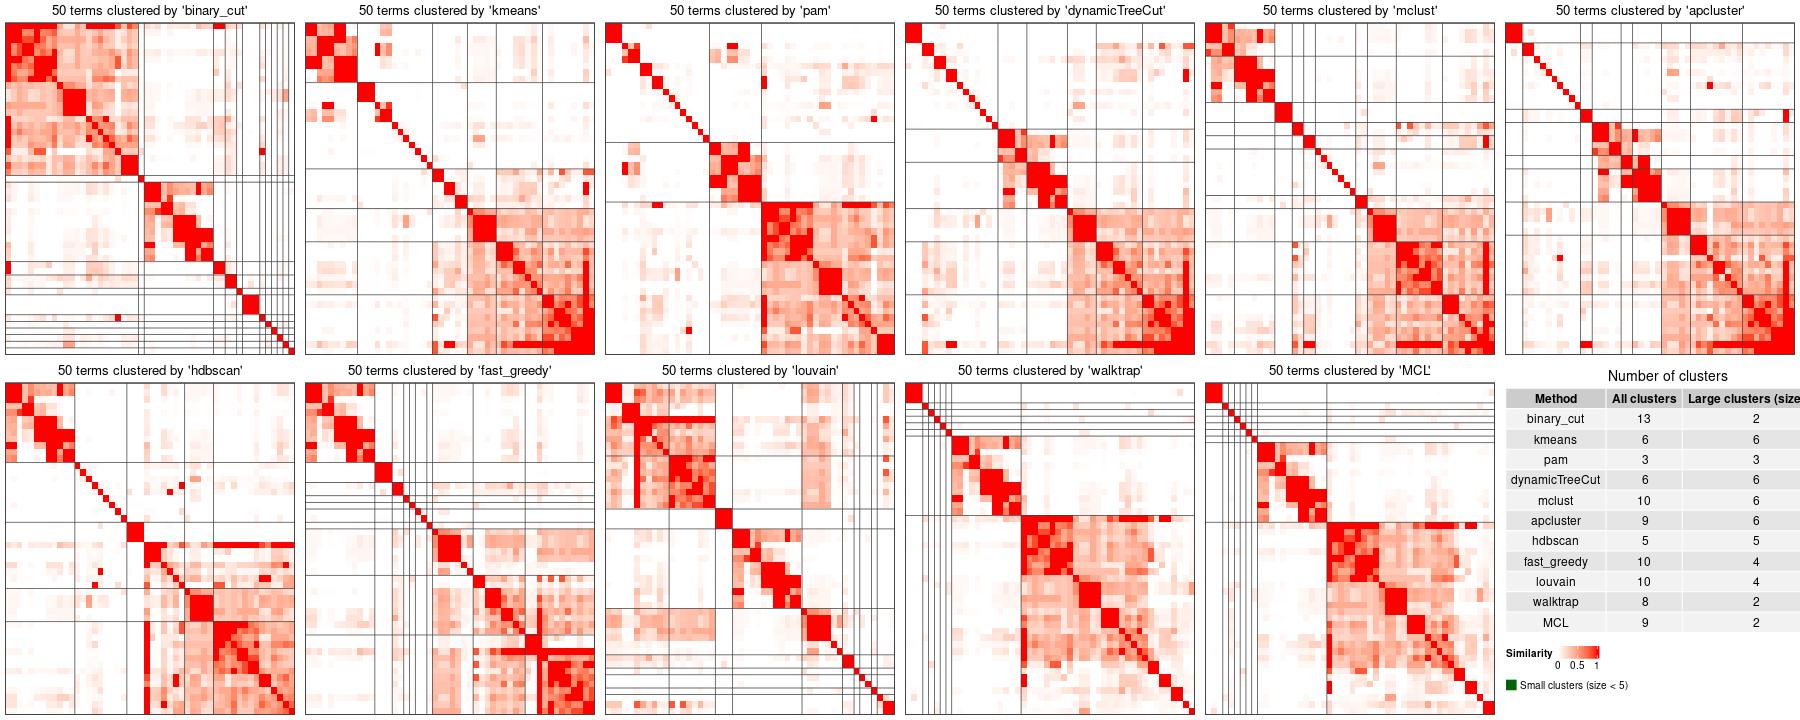 50 terms clustered by 'binary_cut'
50 terms clustered by 'kmeans'
50 terms clustered by 'pam'
50 terms clustered by 'dynamicTreeCut'
50 terms clustered by 'mclust'
50 terms clustered by 'apcluster'
50 terms clustered by 'hdbscan'
50 terms clustered by 'fast_greedy'
50 terms clustered by 'louvain'
50 terms clustered by 'walktrap'
50 terms clustered by 'MCL'
Number of clusters
Method All clusters Large clusters (size
binary_cut 13 2
kmeans 6 6
pam 3 3
dynamicTreeCut 6 6
mclust 10 6
apcluster 9 6
hdbscan 5 5
fast_greedy 10 4
louvain 10 4
walktrap 8 2
MCL 9 2
Similarity
0 0.5 1
Small clusters (size < 5)